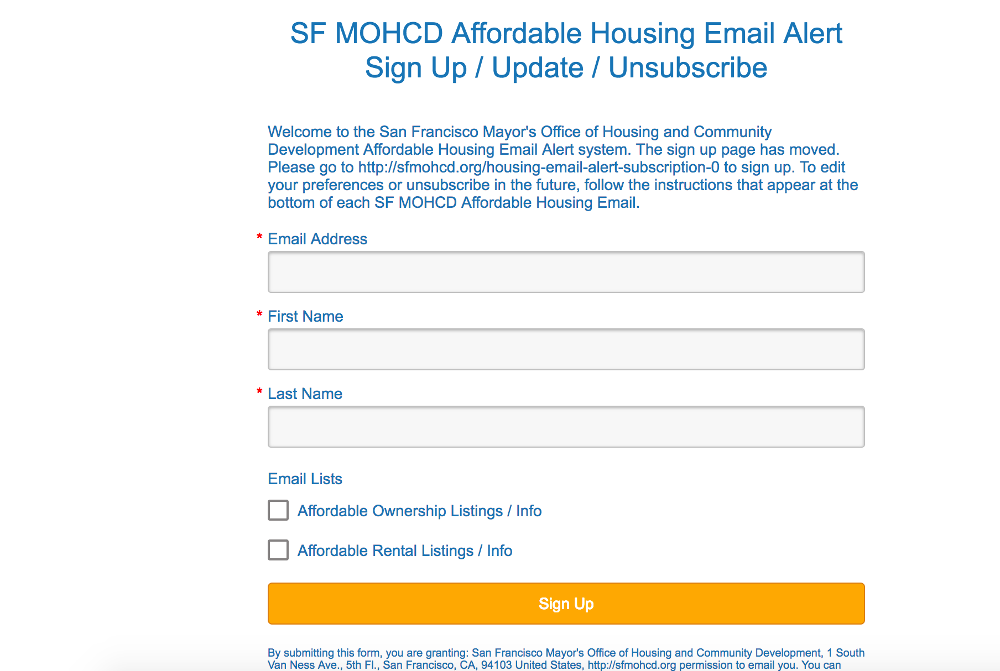 SF MOHCD Affordable Housing Email Alert
Sign Up / Update / Unsubscribe
Welcome to the San Francisco Mayor's Office of Housing and Community
Development Affordable Housing Email Alert system. The sign up page has moved.
Please go to http://sfmohcd.org/housing-email-alert-subscription-0 to sign up. To edit
your preferences or unsubscribe in the future, follow the instructions that appear at the
bottom of each SF MOHCD Affordable Housing Email.
* Email Address
* First Name
* Last Name
Email Lists
Affordable Ownership Listings / Info
Affordable Rental Listings / Info
Sign Up
By submitting this form, you are granting: San Francisco Mayor's Office of Housing and Community Development, 1 South
Van Ness Ave., 5th Fl., San Francisco, CA, 94103 United States, http://sfmohcd.org permission to email you. You can